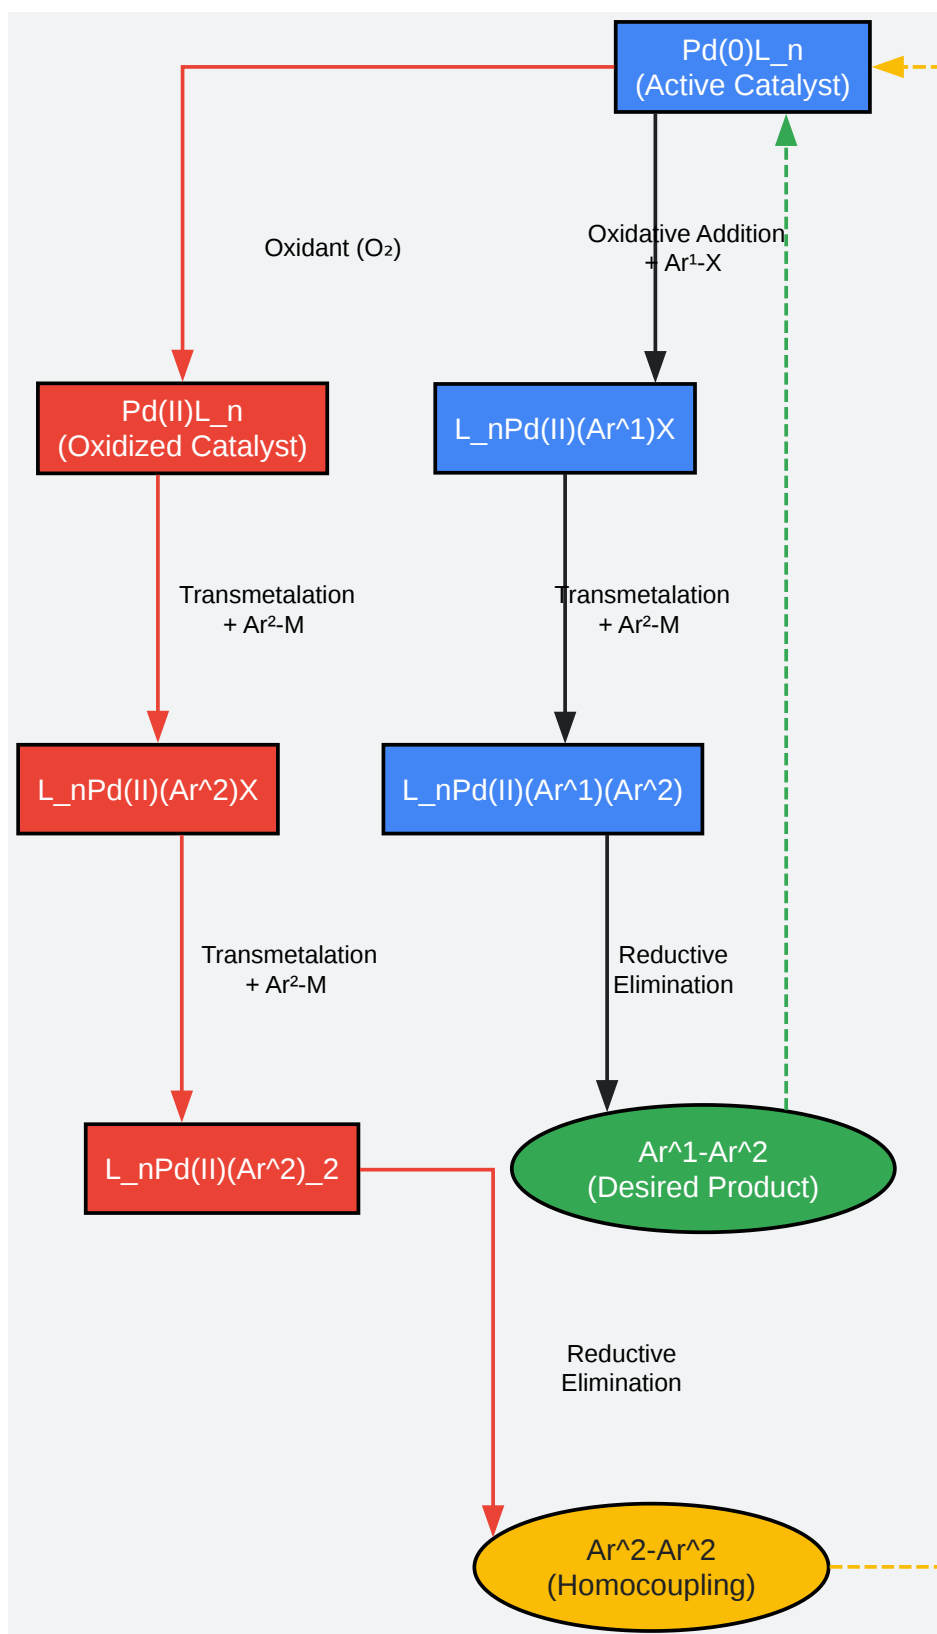 Pd(0)L_n
(Active Catalyst)
Oxidant (O₂)
Oxidative Addition
+ Ar¹-X
Pd(II)L_n
(Oxidized Catalyst)
L_nPd(II)(Ar^1)X
Transmetalation
+ Ar²-M
Transmetalation
+ Ar²-M
L_nPd(II)(Ar^2)X
L_nPd(II)(Ar^1)(Ar^2)
Transmetalation
+ Ar²-M
Reductive
Elimination
L_nPd(II)(Ar^2)_2
Ar^1-Ar^2
(Desired Product)
Reductive
Elimination
Ar^2-Ar^2
(Homocoupling)